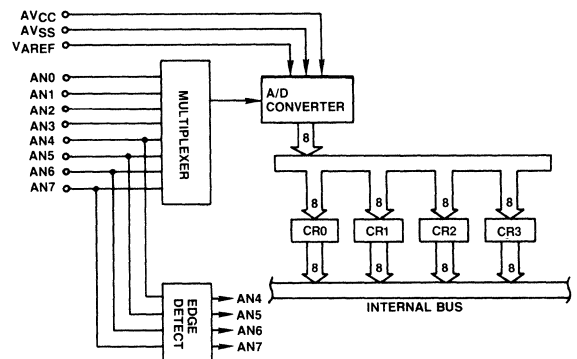 AVCC
AVSS
VAREF
AN0
AN1
AN2
AN3
AN4
AN5
AN6
AN7
MULTIPLEXER
A/D
CONVERTER
8
8 8 8 8
CR0 CR1 CR2 CR3
8 8 8 8
INTERNAL BUS
EDGE
DETECT
AN4
AN5
AN6
AN7